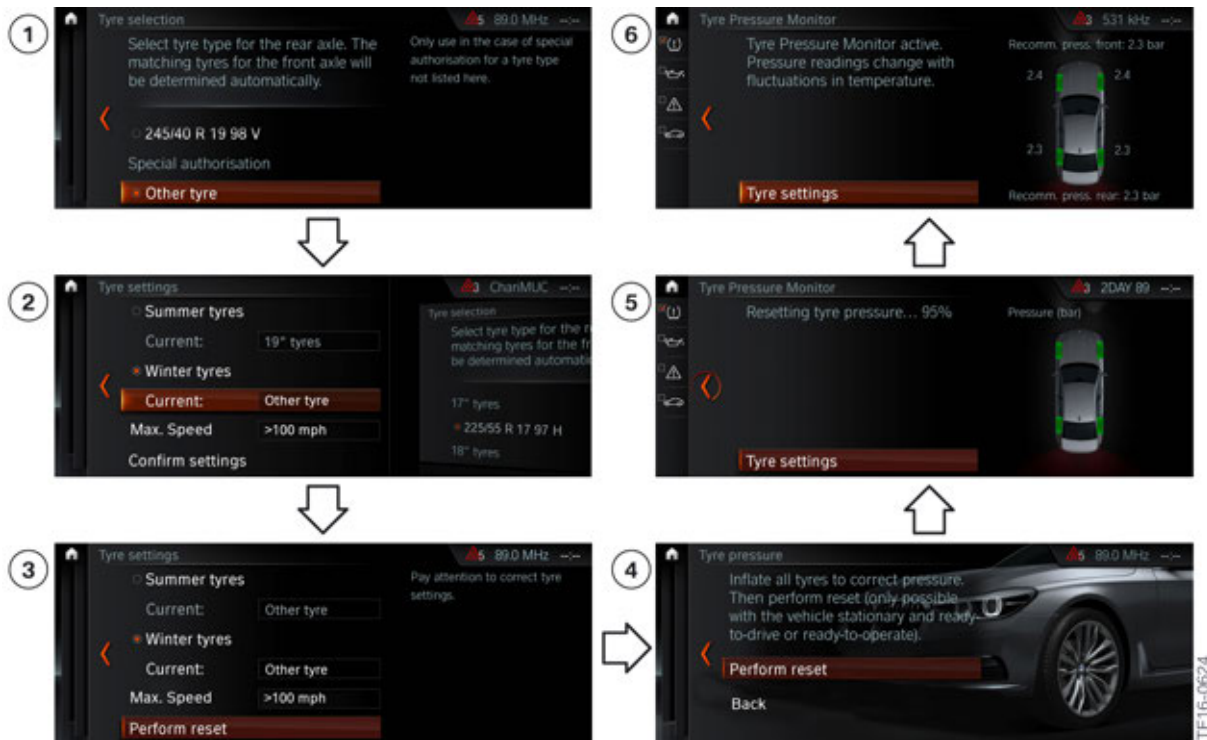 1
Tyre selection
5 89.0 MHz --:--
Select tyre type for the rear axle. The
matching tyres for the front axle will
be determined automatically.
245/40 R 19 98 V
Special authorisation
Other tyre
Only use in the case of special
authorisation for a tyre type
not listed here.
2
Tyre settings
3 ChariMUC --:--
Summer tyres
Current: 19" tyres
Winter tyres
Current: Other tyre
Max. Speed >100 mph
Confirm settings
Tyre selection
Select tyre type for the
matching tyres for the
be determined
17" tyres
225/55 R 17 97 H
18" tyres
3
Tyre settings
5 89.0 MHz --:--
Summer tyres
Current: Other tyre
Winter tyres
Current: Other tyre
Max. Speed >100 mph
Perform reset
Pay attention to correct tyre
settings.
4
Tyre pressure
5 89.0 MHz --:--
Inflate all tyres to correct pressure.
Then perform reset (only possible
with the vehicle stationary and ready-
to-drive or ready-to-operate).
Perform reset
Back
5
Tyre Pressure Monitor
3 2DAY 89 --:--
Resetting tyre pressure... 95%
Pressure (bar)
Tyre settings
6
Tyre Pressure Monitor
3 531 kHz --:--
Tyre Pressure Monitor active.
Pressure readings change with
fluctuations in temperature.
Recomm. press. front: 2.3 bar
2.4 2.4
2.3 2.3
Tyre settings
Recomm. press. rear: 2.3 bar
TE16-0624